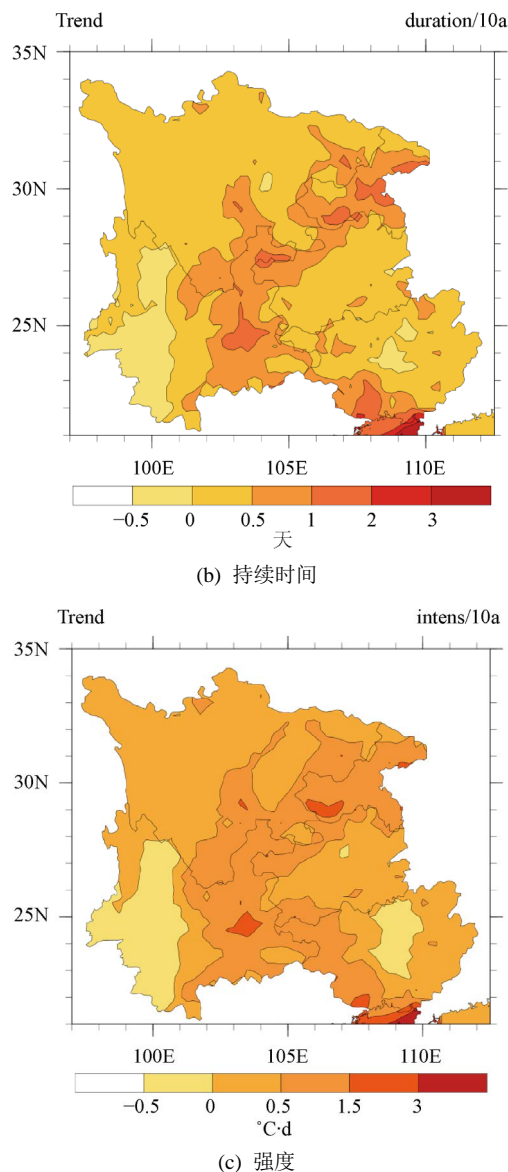 Trend duration/10a
35N
30N
25N
100E 105E 110E
−0.5 0 0.5 1 2 3
天
(b) 持续时间
Trend intens/10a
35N
30N
25N
100E 105E 110E
−0.5 0 0.5 1.5 3
°C·d
(c) 强度